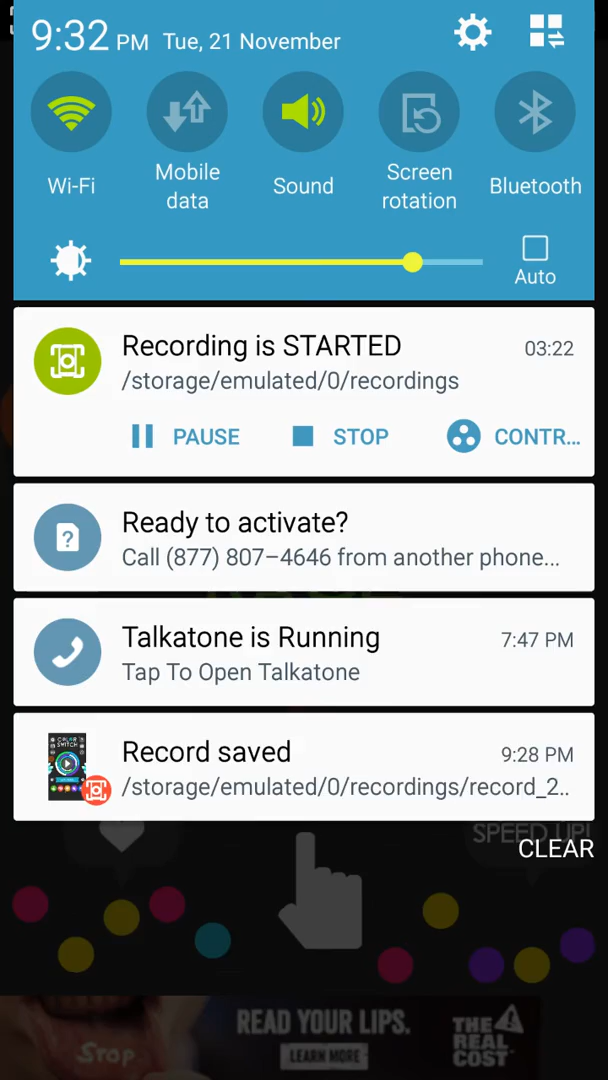 9:32 PM Tue, 21 November
Wi-Fi
Mobile data
Sound
Screen rotation
Bluetooth
Auto
Recording is STARTED 03:22
/storage/emulated/0/recordings
PAUSE STOP CONTR...
Ready to activate?
Call (877) 807–4646 from another phone...
Talkatone is Running 7:47 PM
Tap To Open Talkatone
COLOR
SWITCH
Record saved 9:28 PM
/storage/emulated/0/recordings/record_2..
SPEED UP!
CLEAR
READ YOUR LIPS.
LEARN MORE
THE REAL COST
Stop